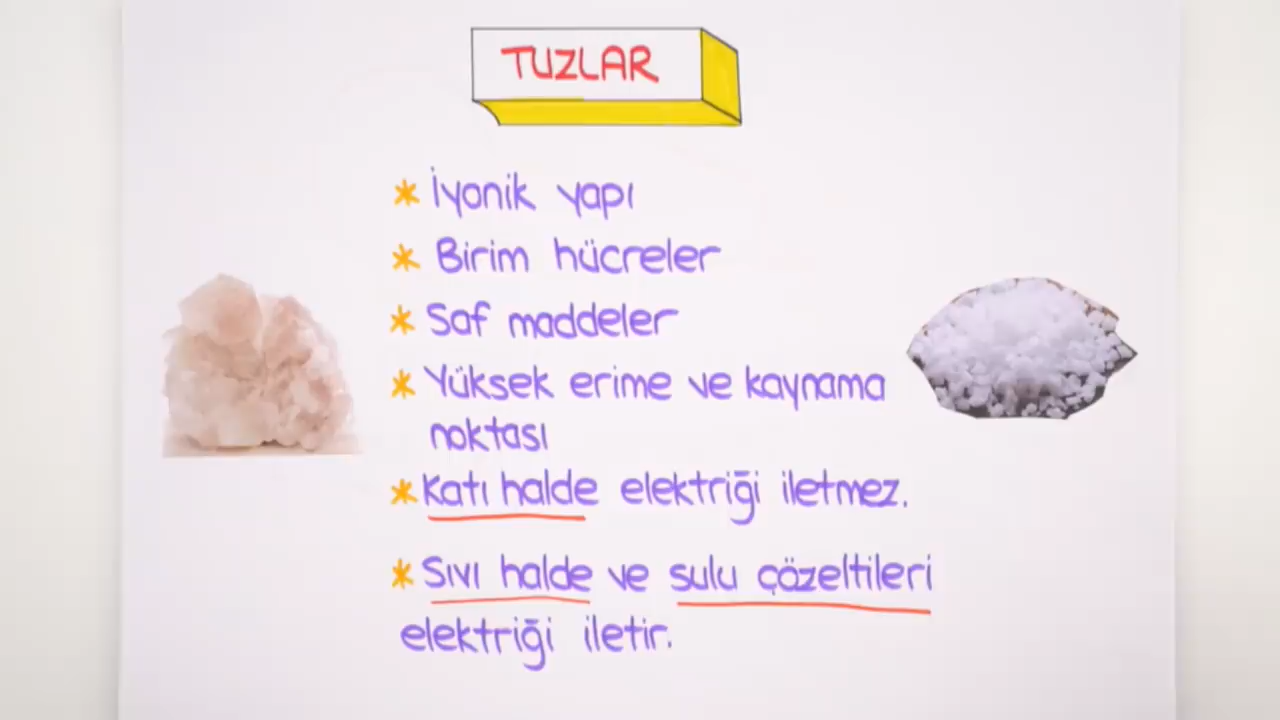 TUZLAR
* İyonik yapı
* Birim hücreler
* Saf maddeler
* Yüksek erime ve kaynama
noktası
* Katı halde elektriği iletmez.
* Sıvı halde ve sulu çözeltileri
elektriği iletir.